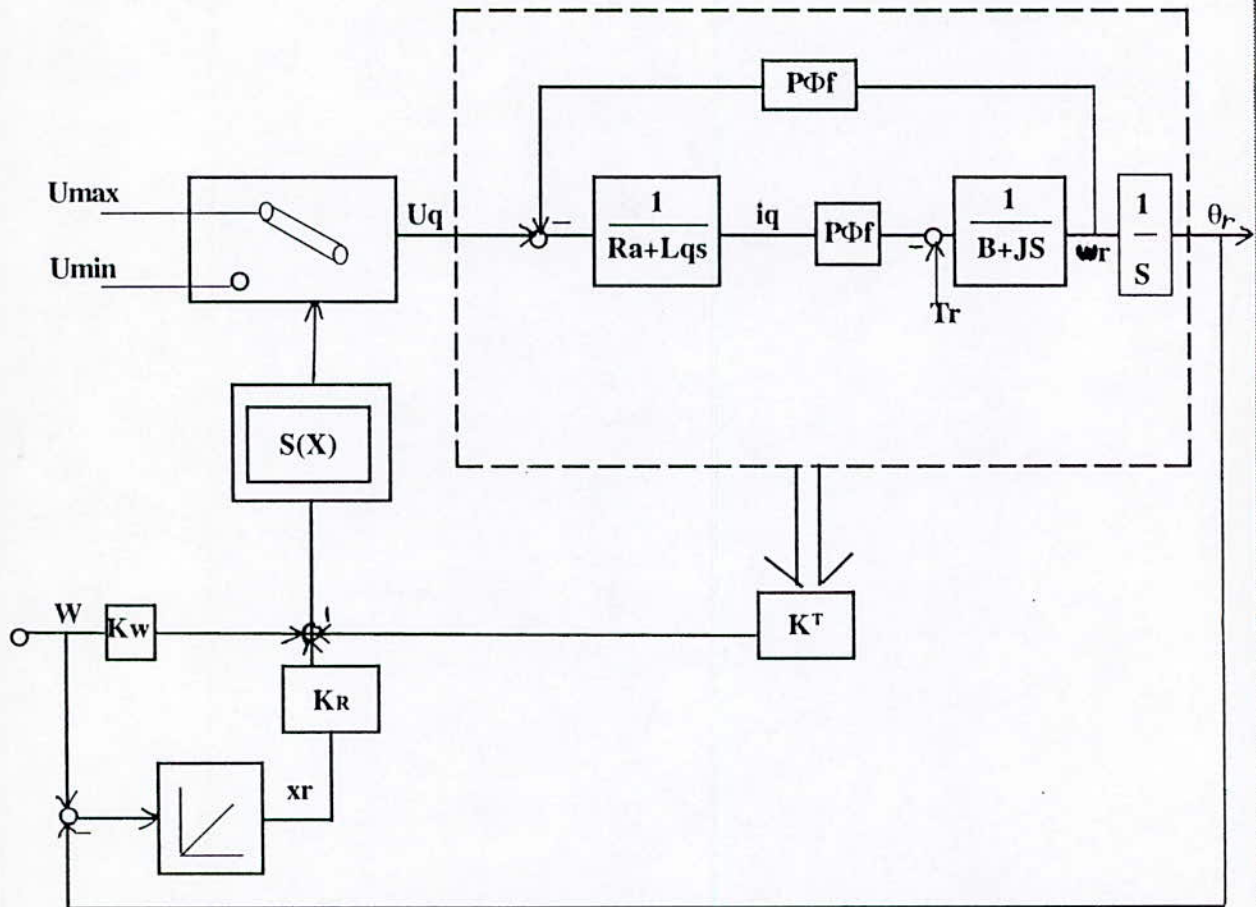 PΦf
Umax
Uq
1
Ra+Lqs
iq
PΦf
1
B+JS
ωr
1
S
θr
Umin
Tr
S(X)
W
Kw
Kᵀ
KR
xr